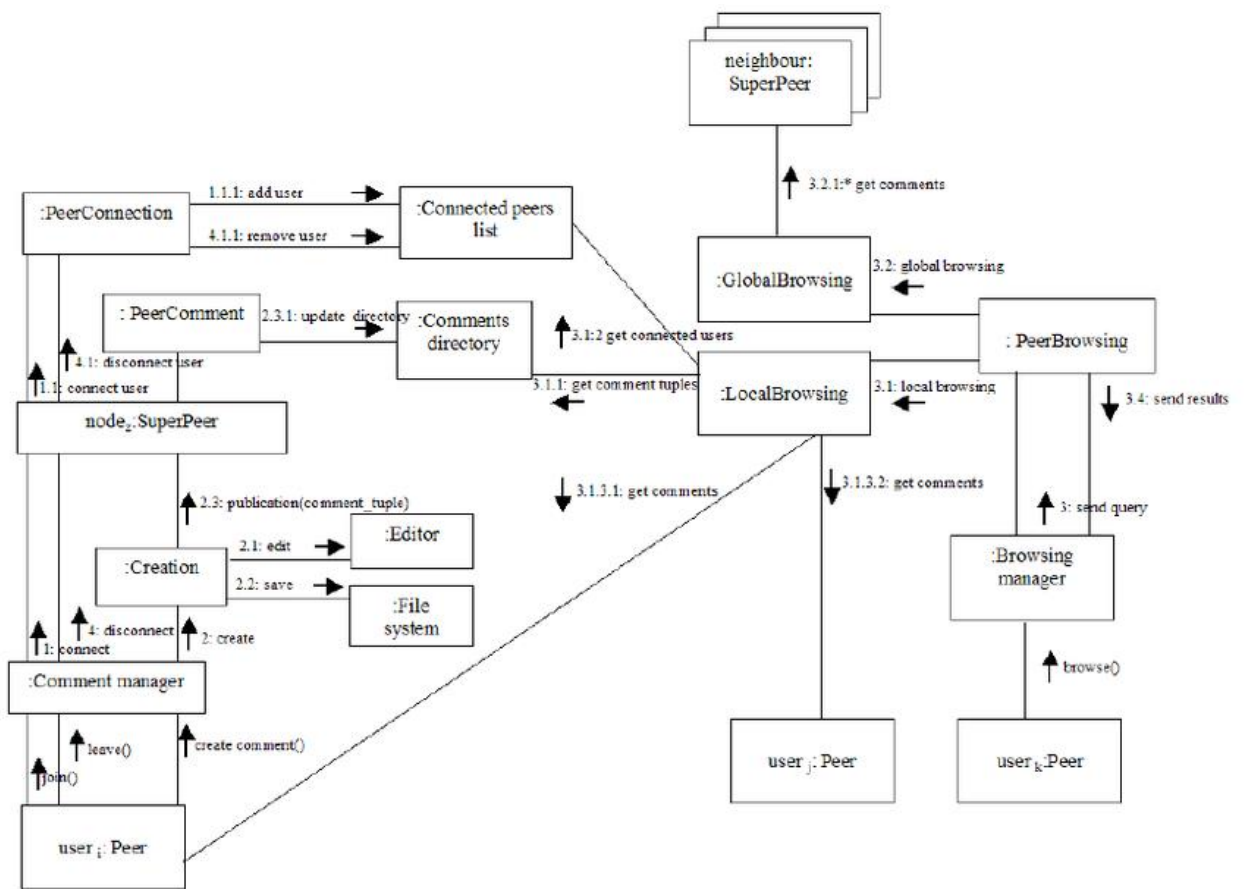 neighbour:
SuperPeer
3.2.1:* get comments
1.1.1: add user
:PeerConnection
:Connected peers
list
4.1.1: remove user
:GlobalBrowsing
3.2: global browsing
: PeerComment
2.3.1: update directory
:Comments
directory
3.1:2 get connected users
: PeerBrowsing
4.1: disconnect user
1.1: connect user
3.1.1: get comment tuples
:LocalBrowsing
3.1: local browsing
3.4: send results
node z:SuperPeer
3.1.3.1: get comments
3.1.3.2: get comments
2.3: publication(comment_tuple)
3: send query
:Editor
2.1: edit
:Creation
:Browsing
manager
2.2: save
:File
system
4: disconnect
2: create
1: connect
browse()
:Comment manager
leave()
create comment()
join()
user j: Peer
user k:Peer
user i: Peer